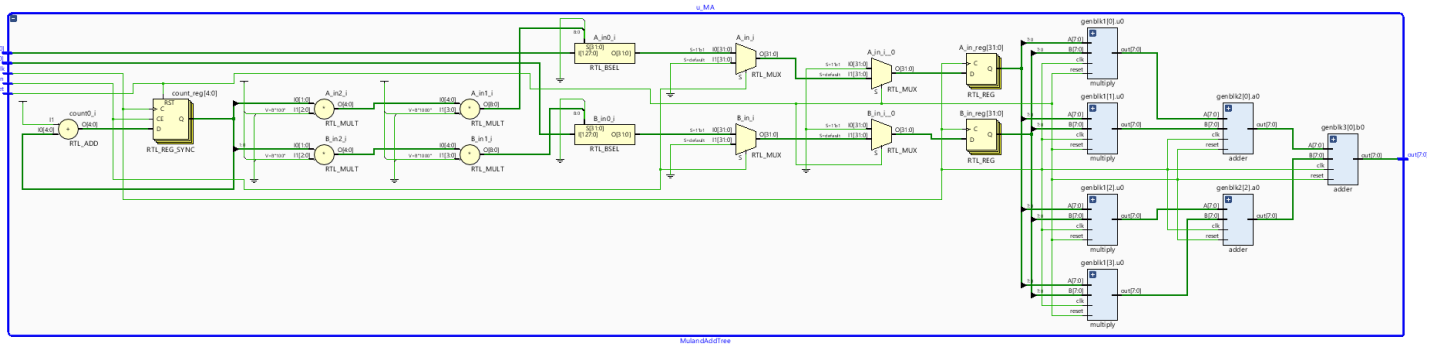 u_MA
count0_i
I1
I0[4:0]
O[4:0]
RTL_ADD
count_reg[4:0]
RST
C
CE
Q
D
RTL_REG_SYNC
A_in2_i
I0[1:0]
I1[2:0]
O[4:0]
RTL_MULT
B_in2_i
I0[1:0]
I1[2:0]
O[4:0]
RTL_MULT
A_in1_i
I0[4:0]
I1[3:0]
O[8:0]
RTL_MULT
B_in1_i
I0[4:0]
I1[3:0]
O[8:0]
RTL_MULT
A_in0_i
8:0
S[31:0]
I[127:0]
O[31:0]
RTL_BSEL
B_in0_i
8:0
S[31:0]
I[127:0]
O[31:0]
RTL_BSEL
A_in_i
S=1'b1
I0[31:0]
S=default
I1[31:0]
O[31:0]
S
RTL_MUX
B_in_i
S=1'b1
I0[31:0]
S=default
I1[31:0]
O[31:0]
S
RTL_MUX
A_in_i__0
S=1'b1
I0[31:0]
S=default
I1[31:0]
O[31:0]
S
RTL_MUX
B_in_i__0
S=1'b1
I0[31:0]
S=default
I1[31:0]
O[31:0]
S
RTL_MUX
A_in_reg[31:0]
C
Q
D
RTL_REG
B_in_reg[31:0]
C
Q
D
RTL_REG
genblk1[0].u0
A[7:0]
B[7:0]
clk
reset
out[7:0]
multiply
genblk1[1].u0
A[7:0]
B[7:0]
clk
reset
out[7:0]
multiply
genblk1[2].u0
A[7:0]
B[7:0]
clk
reset
out[7:0]
multiply
genblk1[3].u0
A[7:0]
B[7:0]
clk
reset
out[7:0]
multiply
genblk2[0].a0
A[7:0]
B[7:0]
clk
reset
out[7:0]
adder
genblk2[2].a0
A[7:0]
B[7:0]
clk
reset
out[7:0]
adder
genblk3[0].b0
A[7:0]
B[7:0]
clk
reset
out[7:0]
adder
out[7:0]
MulandAddTree